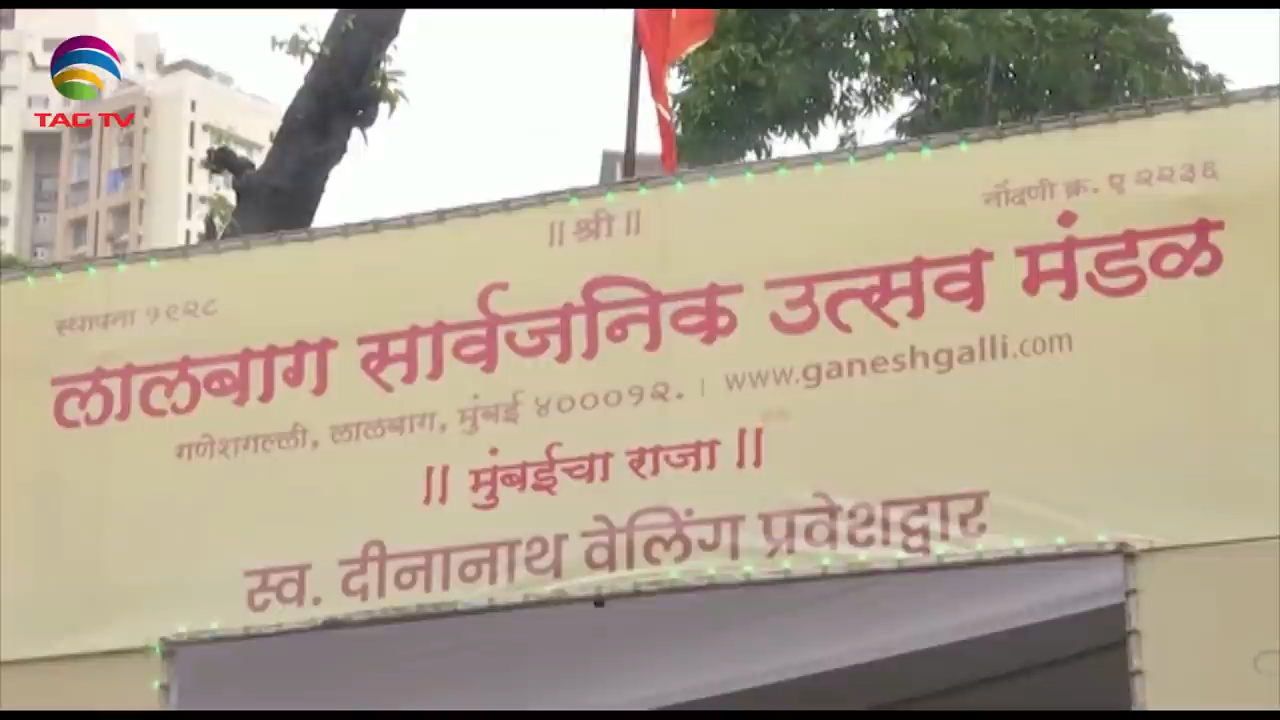 TAG TV
|| श्री ||
नोंदणी क्र. ए २२३६
स्थापना १९२८
लालबाग सार्वजनिक उत्सव मंडळ
गणेशगल्ली, लालबाग, मुंबई ४०००१२. | www.ganeshgalli.com
|| मुंबईचा राजा ||
स्व. दीनानाथ वेलिंग प्रवेशद्वार